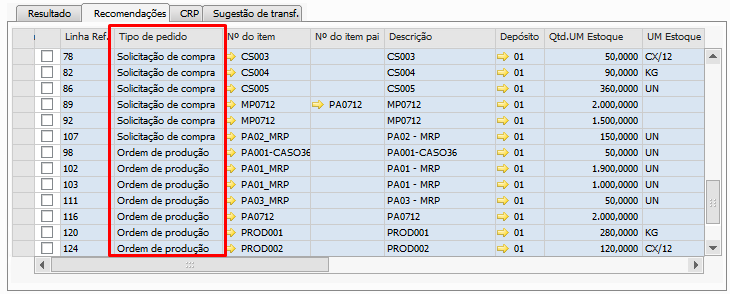 Resultado Recomendações CRP Sugestão de transf.
Linha Ref. Tipo de pedido Nº do item Nº do item pai Descrição Depósito Qtd.UM Estoque UM Estoque
78 Solicitação de compra CS003 CS003 01 50,0000 CX/12
82 Solicitação de compra CS004 CS004 01 90,0000 KG
86 Solicitação de compra CS005 CS005 01 360,0000 UN
89 Solicitação de compra MP0712 PA0712 MP0712 01 2.000,0000
92 Solicitação de compra MP0712 MP0712 01 1.500,0000
107 Solicitação de compra PA02_MRP PA02 - MRP 01 150,0000 UN
98 Ordem de produção PA001-CASO36 PA001-CASO36 01 50,0000 UN
102 Ordem de produção PA01_MRP PA01 - MRP 01 1.900,0000 UN
103 Ordem de produção PA01_MRP PA01 - MRP 01 1.000,0000 UN
111 Ordem de produção PA03_MRP PA03 - MRP 01 50,0000 UN
116 Ordem de produção PA0712 PA0712 01 2.000,0000
120 Ordem de produção PROD001 PROD001 01 280,0000 KG
124 Ordem de produção PROD002 PROD002 01 120,0000 CX/12